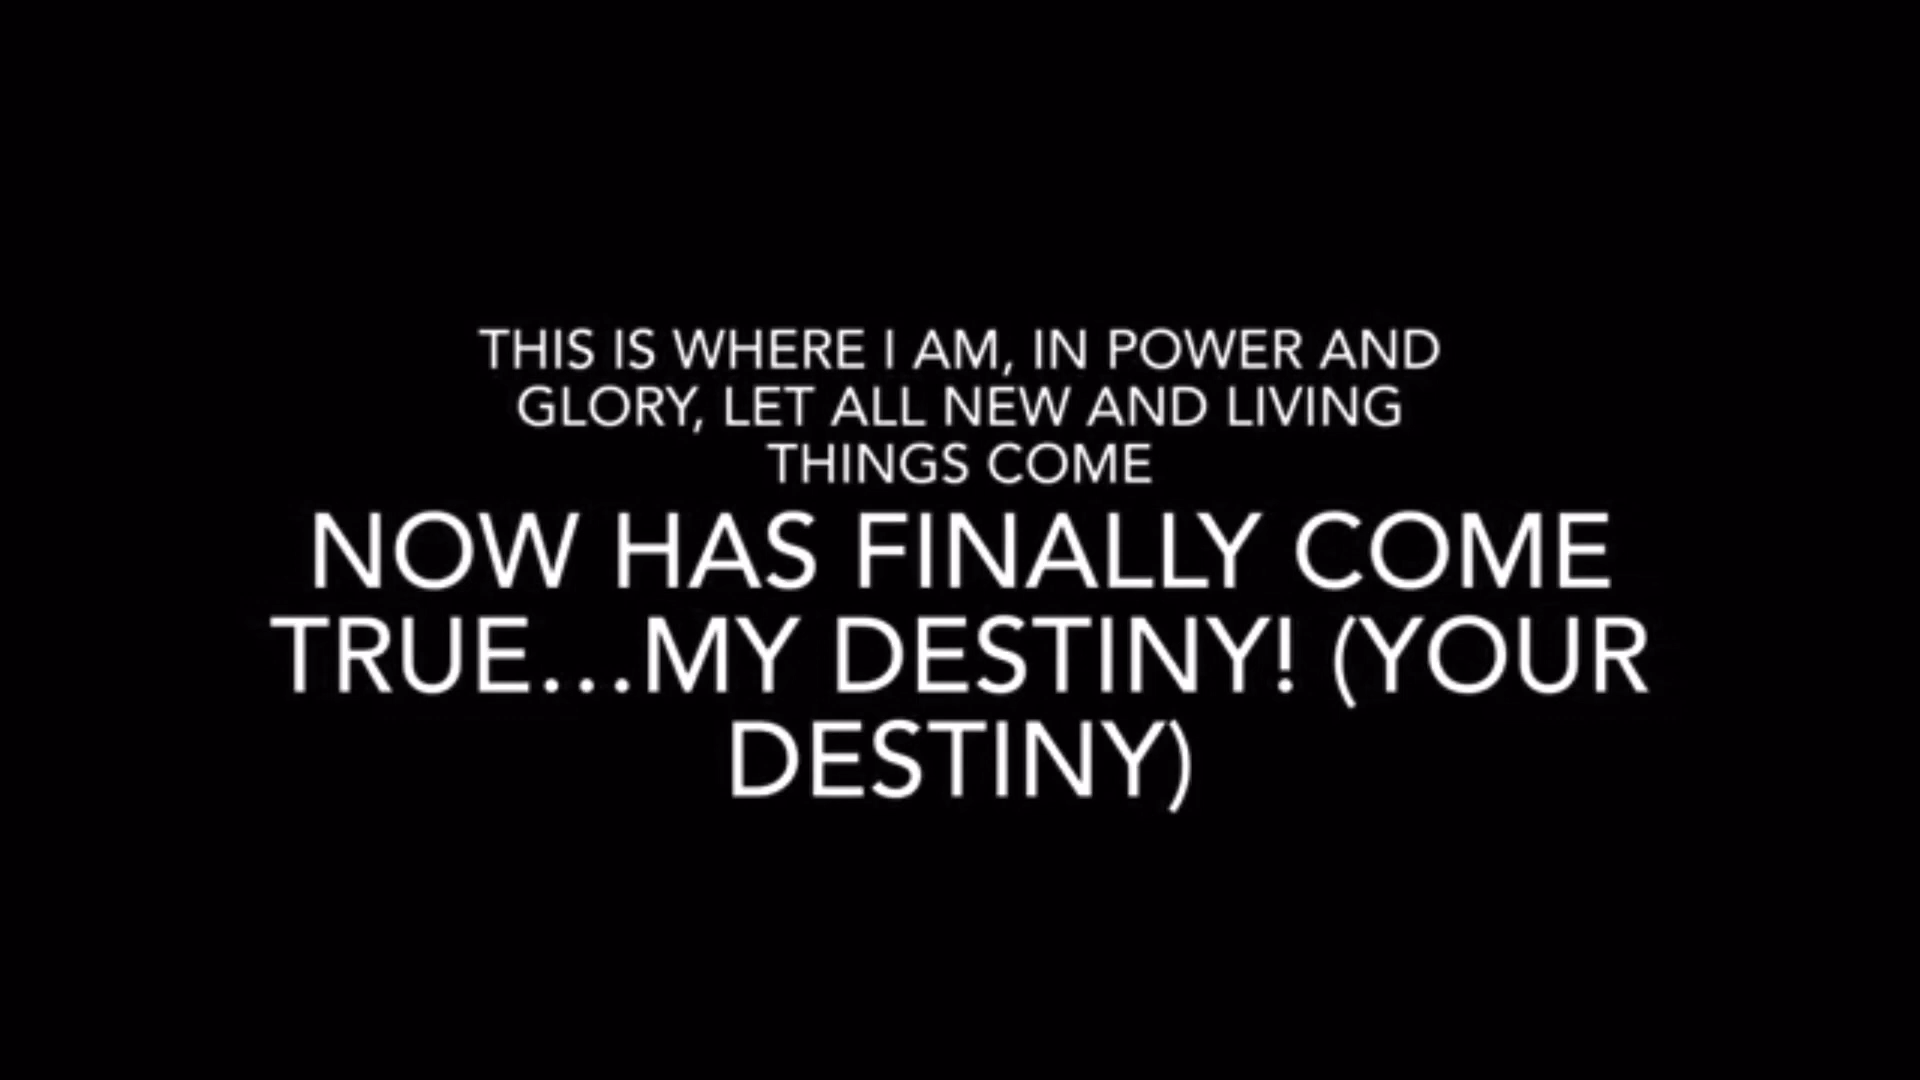 THIS IS WHERE I AM, IN POWER AND
GLORY, LET ALL NEW AND LIVING
THINGS COME
NOW HAS FINALLY COME
TRUE...MY DESTINY! (YOUR
DESTINY)